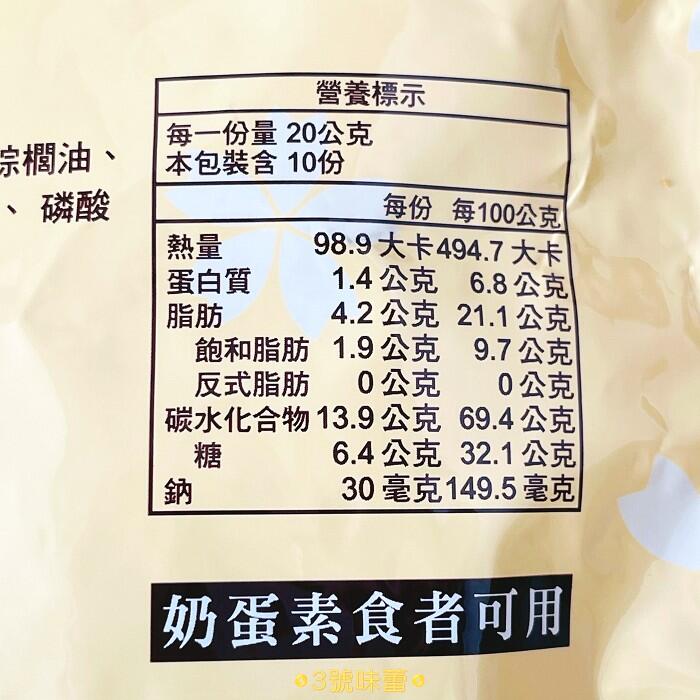 棕櫚油、
、磷酸
營養標示
每一份量 20公克
本包裝含 10份
每份 每100公克
熱量 98.9 大卡 494.7 大卡
蛋白質 1.4 公克 6.8 公克
脂肪 4.2 公克 21.1 公克
飽和脂肪 1.9 公克 9.7 公克
反式脂肪 0 公克 0 公克
碳水化合物 13.9 公克 69.4 公克
糖 6.4 公克 32.1 公克
鈉 30 毫克 149.5 毫克
奶蛋素食者可用
3號味蕾